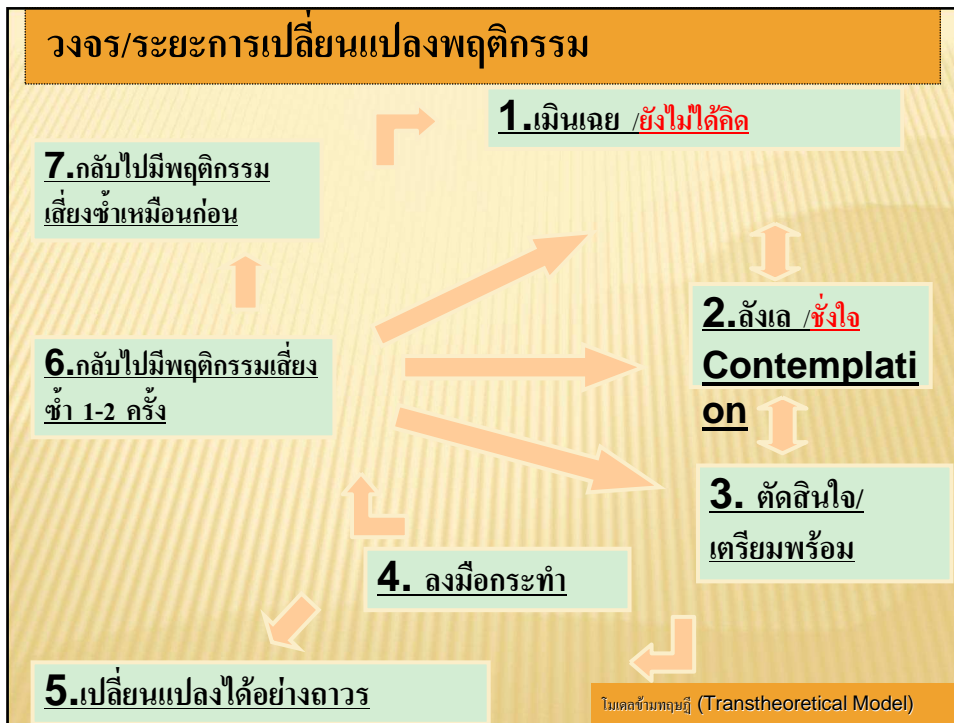 วงจร/ระยะการเปลี่ยนแปลงพฤติกรรม
1.เมินเฉย /ยังไม่ได้คิด
7.กลับไปมีพฤติกรรม
เสี่ยงซ้ำเหมือนก่อน
2.ลังเล /ชั่งใจ
Contemplati
on
6.กลับไปมีพฤติกรรมเสี่ยง
ซ้ำ 1-2 ครั้ง
3. ตัดสินใจ/
เตรียมพร้อม
4. ลงมือกระทำ
5.เปลี่ยนแปลงได้อย่างถาวร
โมเดลข้ามทฤษฎี (Transtheoretical Model)